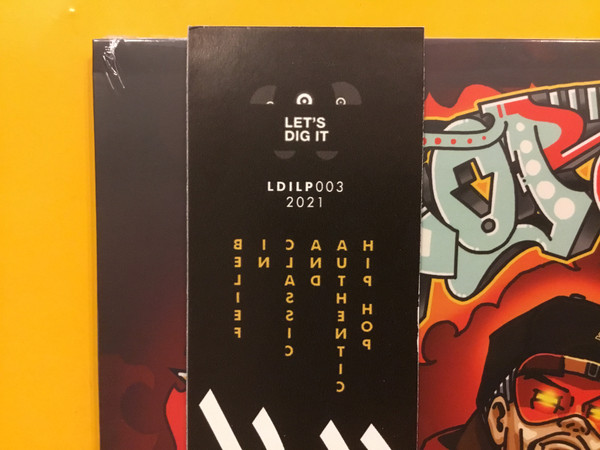 LET'S
DIG IT
LDILP003
2021
BELIEF
IN
CLASSIC
AND
AUTHENTIC
HIP HOP